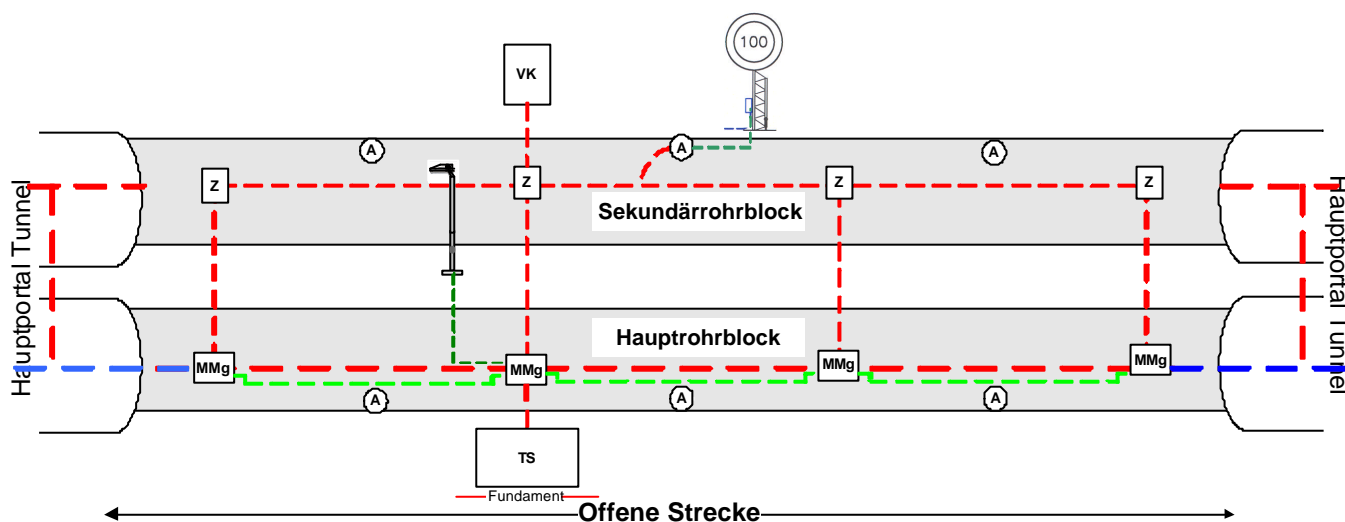 100
VK
A
A
A
Z
Z
Z
Z
Sekundärrohrblock
Hauptportal Tunnel
Hauptportal Tunnel
Hauptrohrblock
MMg
MMg
MMg
MMg
A
A
A
TS
Fundament
Offene Strecke